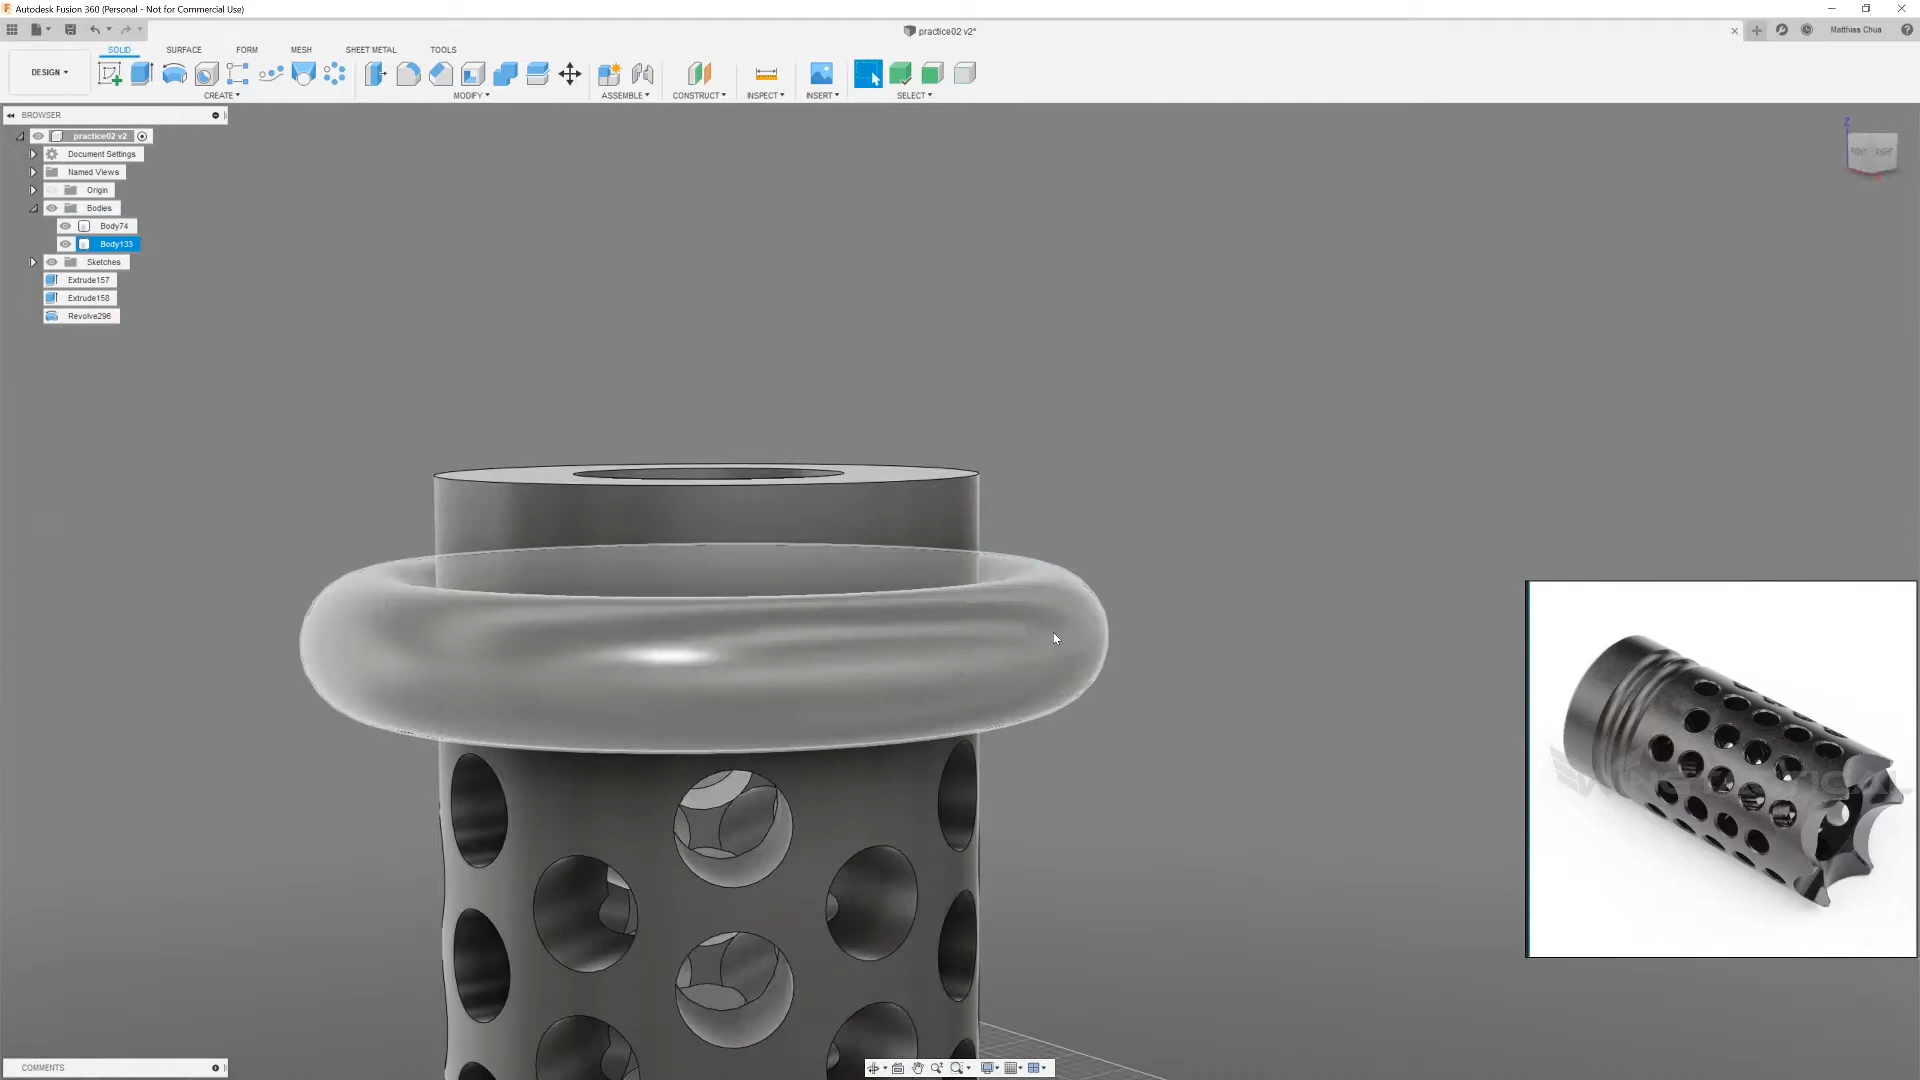 Autodesk Fusion 360 (Personal - Not for Commercial Use)
practice02 v2*
Matthias Chua
SOLID SURFACE FORM MESH SHEET METAL TOOLS
DESIGN
CREATE MODIFY ASSEMBLE CONSTRUCT INSPECT INSERT SELECT
BROWSER
practice02 v2
Document Settings
Named Views
Origin
Bodies
Body74
Body133
Sketches
Extrude157
Extrude158
Revolve296
Z
FRONT RIGHT
COMMENTS